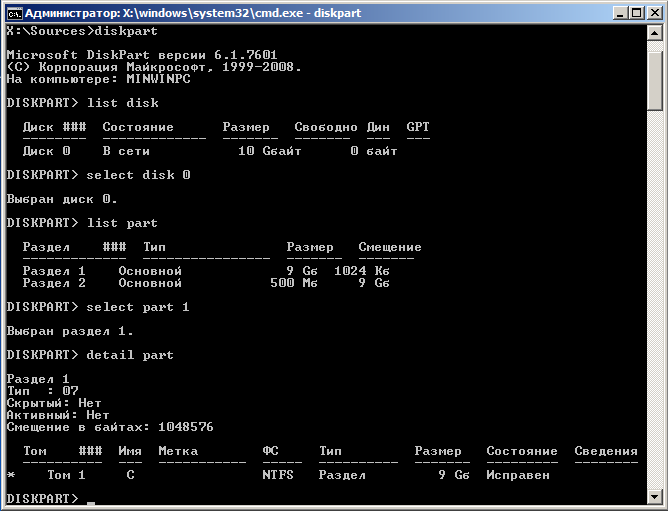 Администратор: X:\windows\system32\cmd.exe - diskpart
X:\Sources>diskpart
Microsoft DiskPart версии 6.1.7601
(C) Корпорация Майкрософт, 1999-2008.
На компьютере: MINWINPC
DISKPART> list disk
Диск ### Состояние Размер Свободно Дин GPT
-------- ------------- ------- ------- --- ---
Диск 0 В сети 10 Gбайт 0 байт
DISKPART> select disk 0
Выбран диск 0.
DISKPART> list part
Раздел ### Тип Размер Смещение
------------- ---------------- ------- -------
Раздел 1 Основной 9 Gб 1024 Kб
Раздел 2 Основной 500 Mб 9 Gб
DISKPART> select part 1
Выбран раздел 1.
DISKPART> detail part
Раздел 1
Тип : 07
Скрытый: Нет
Активный: Нет
Смещение в байтах: 1048576
Том ### Имя Метка ФС Тип Размер Состояние Сведения
---------- --- ----------- ----- ---------- ------- --------- --------
* Том 1 C NTFS Раздел 9 Gб Исправен
DISKPART> _